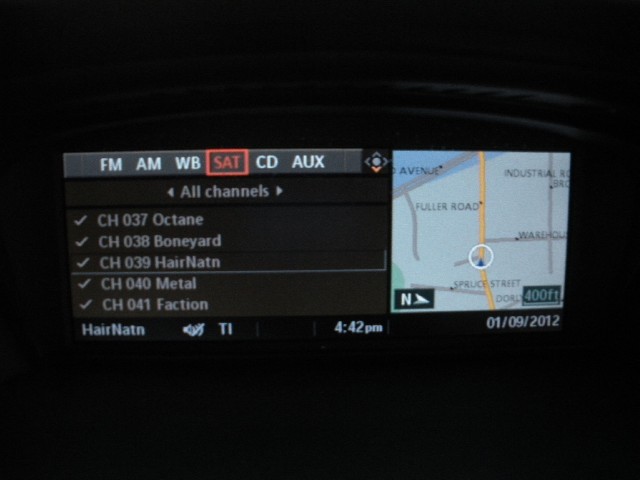 FM AM WB SAT CD AUX
All channels
CH 037 Octane
CH 038 Boneyard
CH 039 HairNatn
CH 040 Metal
CH 041 Faction
HairNatn TI 4:42pm
AVENUE
INDUSTRIAL
FULLER ROAD
SPRUCE STREET
400ft
N
01/09/2012